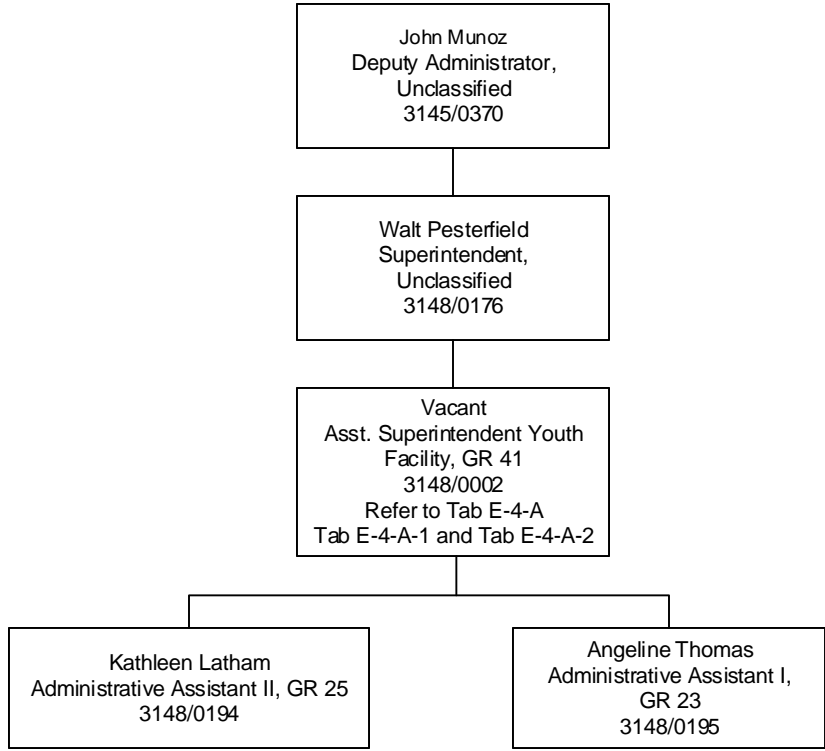 John Munoz
Deputy Administrator,
Unclassified
3145/0370
Walt Pesterfield
Superintendent,
Unclassified
3148/0176
Vacant
Asst. Superintendent Youth
Facility, GR 41
3148/0002
Refer to Tab E-4-A
Tab E-4-A-1 and Tab E-4-A-2
Kathleen Latham
Administrative Assistant II, GR 25
3148/0194
Angeline Thomas
Administrative Assistant I,
GR 23
3148/0195